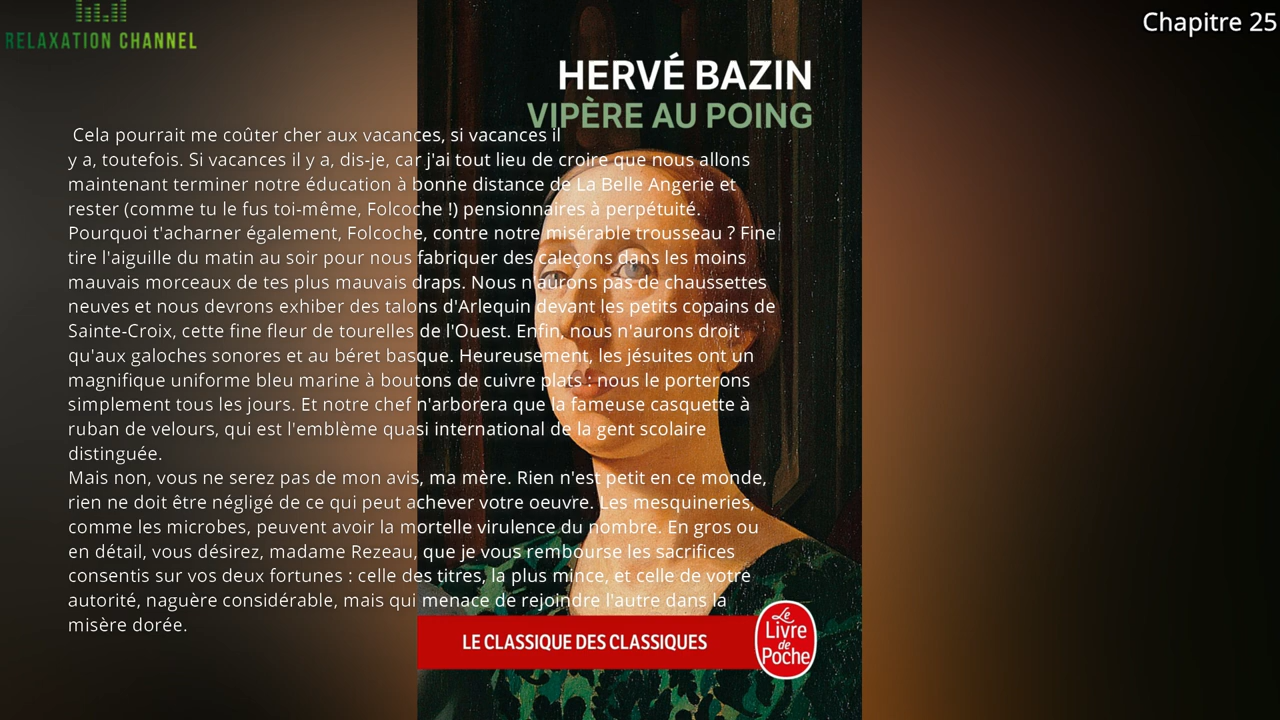 RELAXATION CHANNEL
Chapitre 25
HERVÉ BAZIN
VIPÈRE AU POING
Cela pourrait me coûter cher aux vacances, si vacances il
y a, toutefois. Si vacances il y a, dis-je, car j'ai tout lieu de croire que nous allons
maintenant terminer notre éducation à bonne distance de La Belle Angerie et
rester (comme tu le fus toi-même, Folcoche !) pensionnaires à perpétuité.
Pourquoi t'acharner également, Folcoche, contre notre misérable trousseau ? Fine
tire l'aiguille du matin au soir pour nous fabriquer des caleçons dans les moins
mauvais morceaux de tes plus mauvais draps. Nous n'aurons pas de chaussettes
neuves et nous devrons exhiber des talons d'Arlequin devant les petits copains de
Sainte-Croix, cette fine fleur de tourelles de l'Ouest. Enfin, nous n'aurons droit
qu'aux galoches sonores et au béret basque. Heureusement, les jésuites ont un
magnifique uniforme bleu marine à boutons de cuivre plats : nous le porterons
simplement tous les jours. Et notre chef n'arborera que la fameuse casquette à
ruban de velours, qui est l'emblème quasi international de la gent scolaire
distinguée.
Mais non, vous ne serez pas de mon avis, ma mère. Rien n'est petit en ce monde,
rien ne doit être négligé de ce qui peut achever votre oeuvre. Les mesquineries,
comme les microbes, peuvent avoir la mortelle virulence du nombre. En gros ou
en détail, vous désirez, madame Rezeau, que je vous rembourse les sacrifices
consentis sur vos deux fortunes : celle des titres, la plus mince, et celle de votre
autorité, naguère considérable, mais qui menace de rejoindre l'autre dans la
misère dorée.
LE CLASSIQUE DES CLASSIQUES
Le
Livre
de
Poche